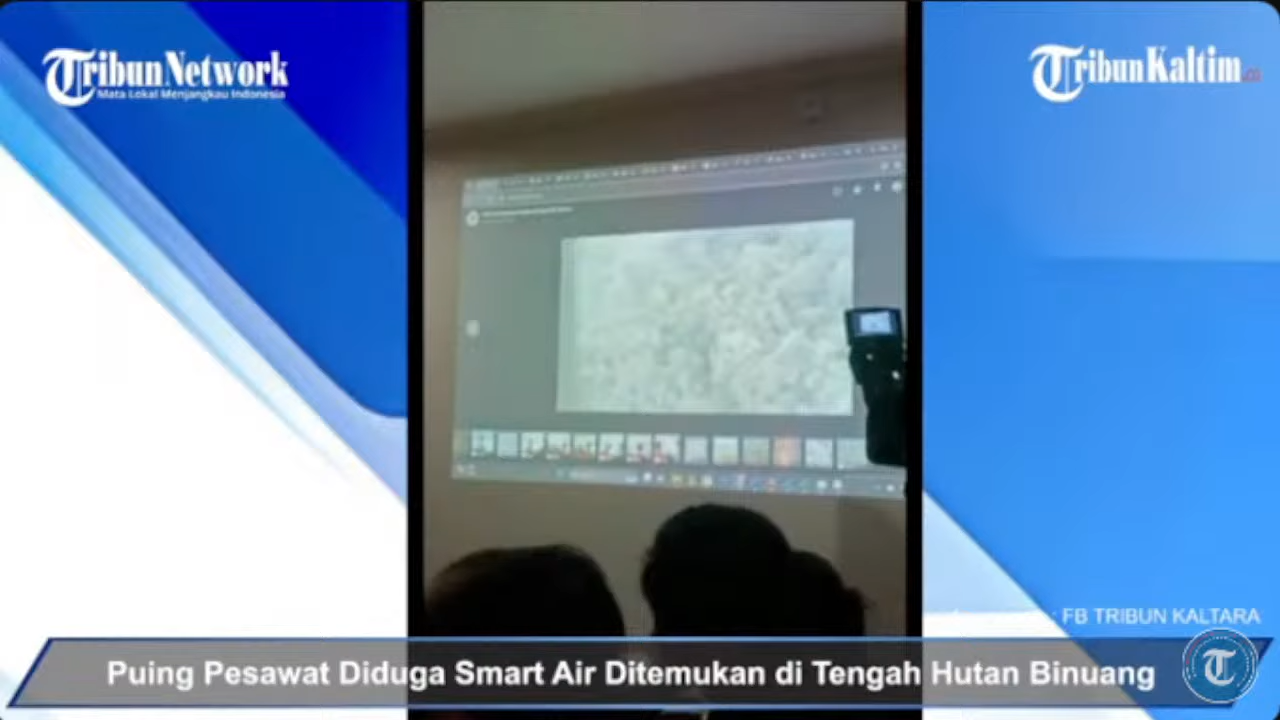 TribunNetwork
Mata Lokal Menjangkau Indonesia
TribunKaltim.co
: FB TRIBUN KALTARA
Puing Pesawat Diduga Smart Air Ditemukan di Tengah Hutan Binuang
T